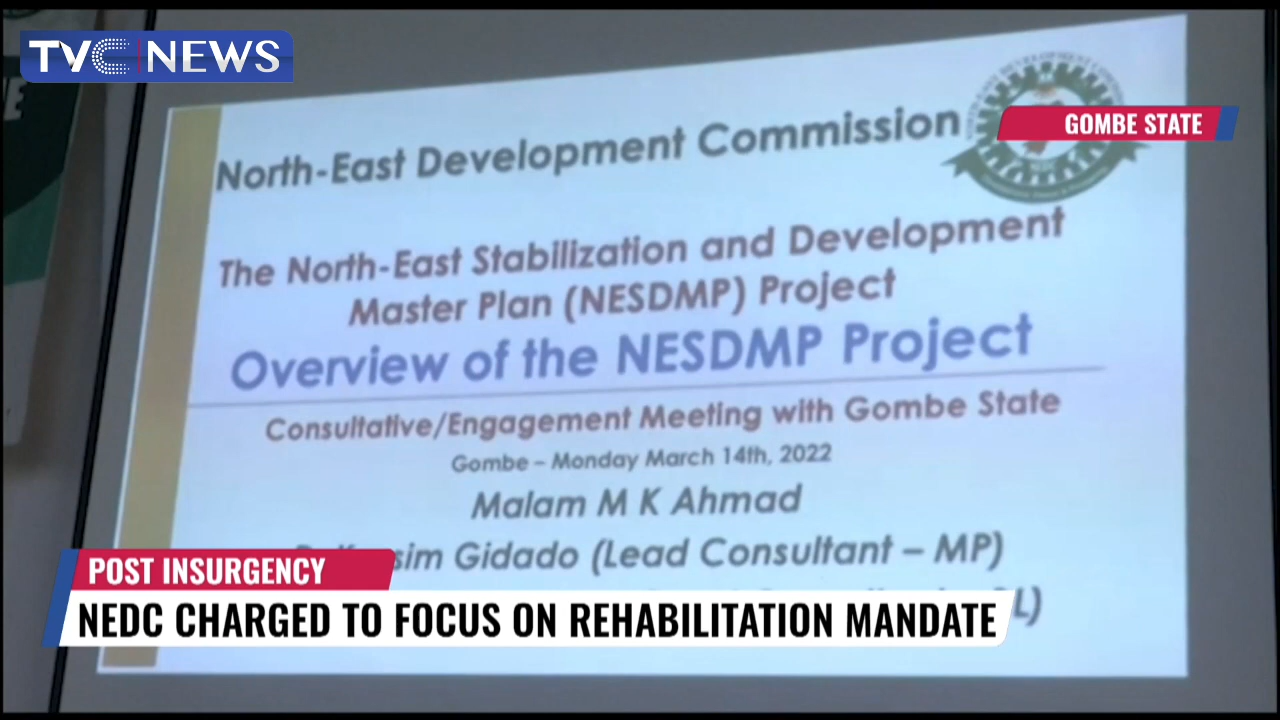 TVC NEWS
GOMBE STATE
North-East Development Commission
The North-East Stabilization and Development
Master Plan (NESDMP) Project
Overview of the NESDMP Project
Consultative/Engagement Meeting with Gombe State
Gombe – Monday March 14th, 2022
Malam M K Ahmad
Gidado (Lead Consultant – MP)
POST INSURGENCY
NEDC CHARGED TO FOCUS ON REHABILITATION MANDATE